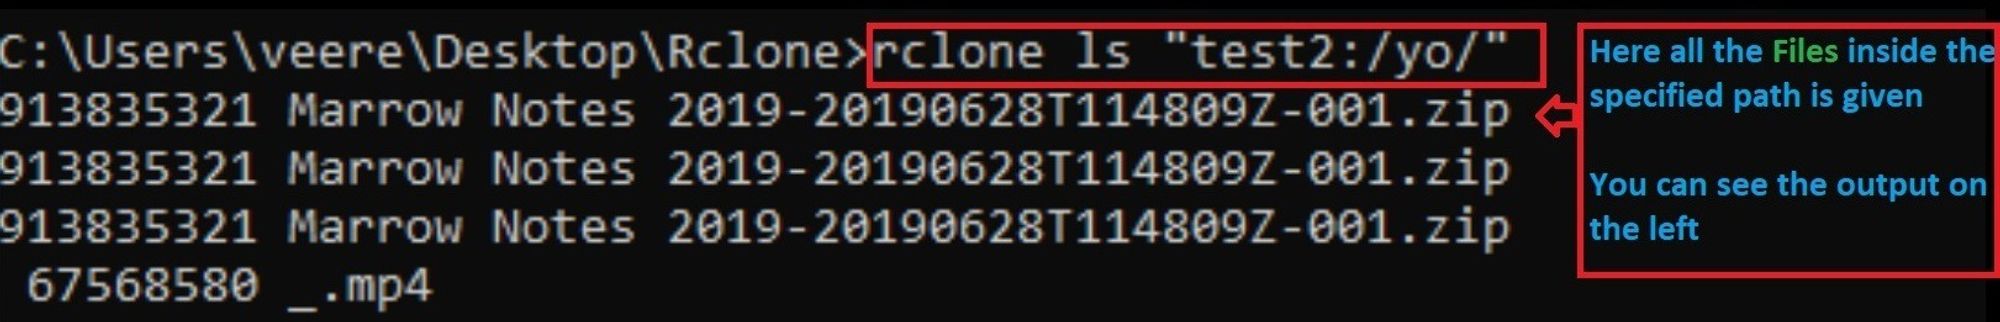 C:\Users\veere\Desktop\Rclone>rclone ls "test2:/yo/"
913835321 Marrow Notes 2019-20190628T114809Z-001.zip
913835321 Marrow Notes 2019-20190628T114809Z-001.zip
913835321 Marrow Notes 2019-20190628T114809Z-001.zip
67568580 _.mp4
Here all the Files inside the
specified path is given
You can see the output on
the left